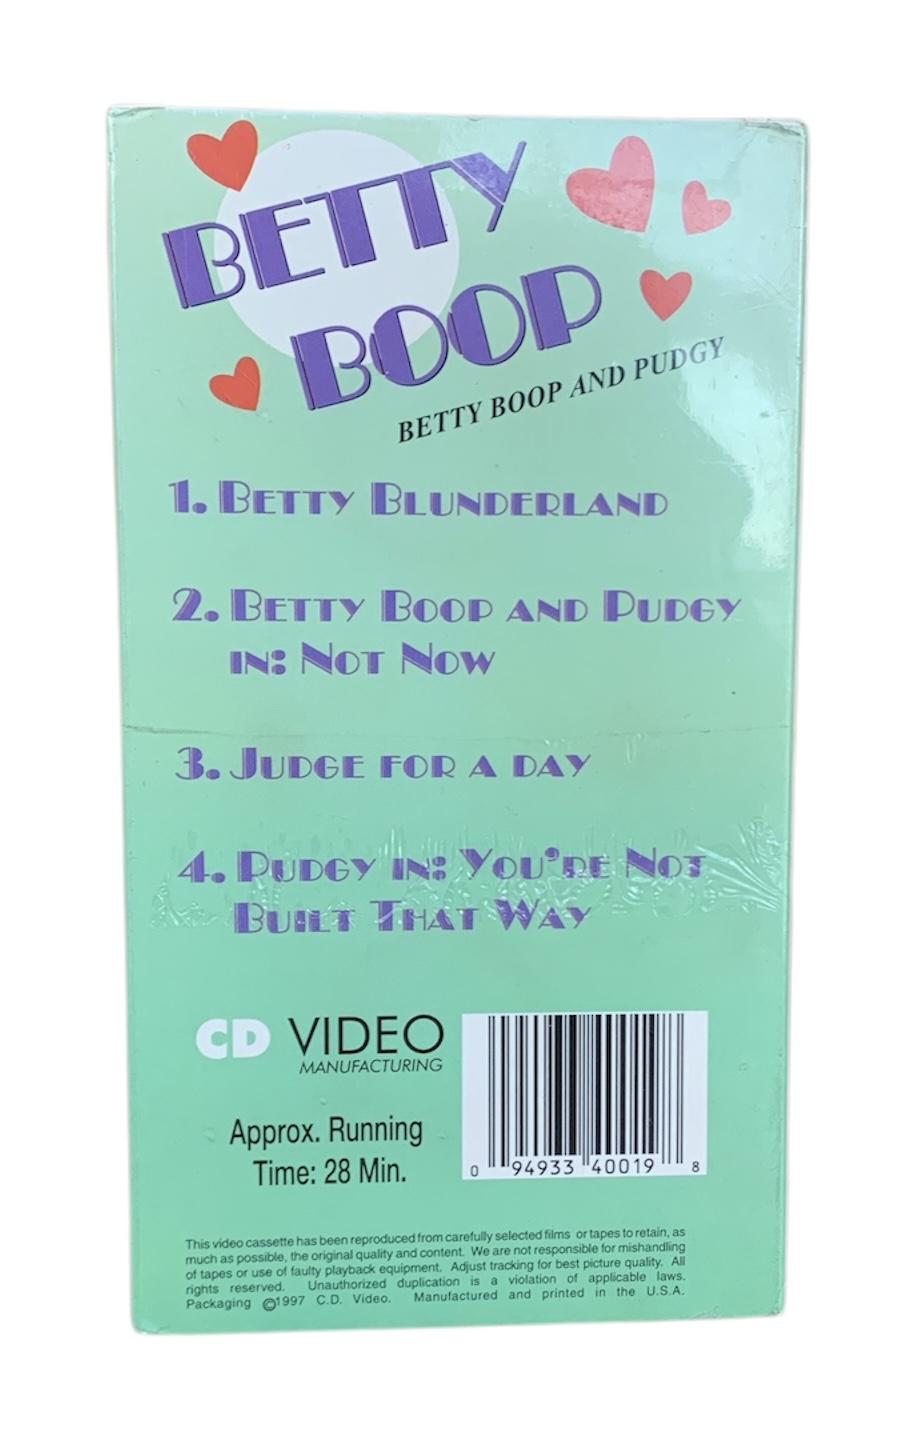 BETTY
BOOP
BETTY BOOP AND PUDGY
1. BETTY BLUNDERLAND
2. BETTY BOOP AND PUDGY
IN: NOT NOW
3. JUDGE FOR A DAY
4. PUDGY IN: YOU'RE NOT
BUILT THAT WAY
CD VIDEO
MANUFACTURING
Approx. Running
Time: 28 Min.
0 94933 40019 8
This video cassette has been reproduced from carefully selected films or tapes to retain, as
much as possible, the original quality and content. We are not responsible for mishandling
of tapes or use of faulty playback equipment. Adjust tracking for best picture quality. All
rights reserved. Unauthorized duplication is a violation of applicable laws.
Packaging ©1997 C.D. Video. Manufactured and printed in the U.S.A.